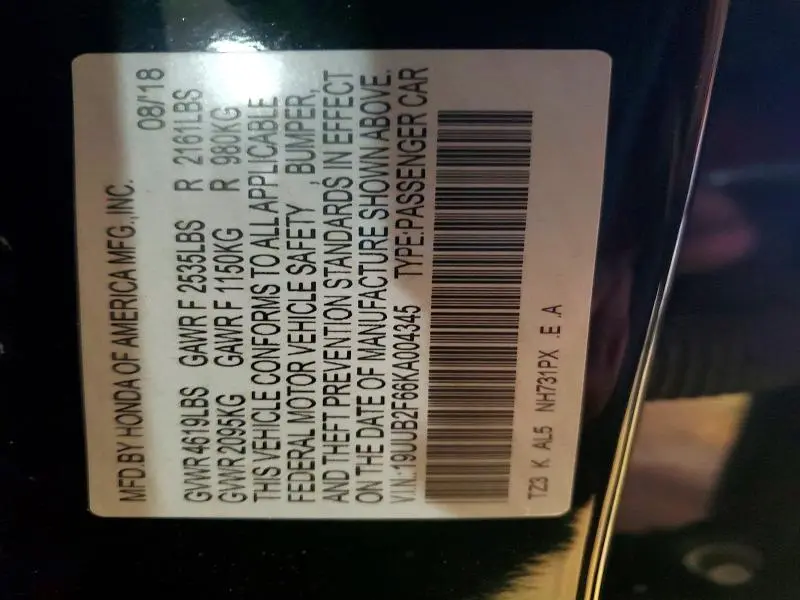 MFD.BY HONDA OF AMERICA MFG.,INC. 08/'18
GVWR4619LBS GAWR F 2535LBS R 2161LBS
GVWR2095KG GAWR F 1150KG R 980KG
THIS VEHICLE CONFORMS TO ALL APPLICABLE
FEDERAL MOTOR VEHICLE SAFETY , BUMPER,
AND THEFT PREVENTION STANDARDS IN EFFECT
ON THE DATE OF MANUFACTURE SHOWN ABOVE.
V.I.N.:19UUB2F66KA004345 TYPE:PASSENGER CAR
TZ3 K AL5 NH731PX .E .A